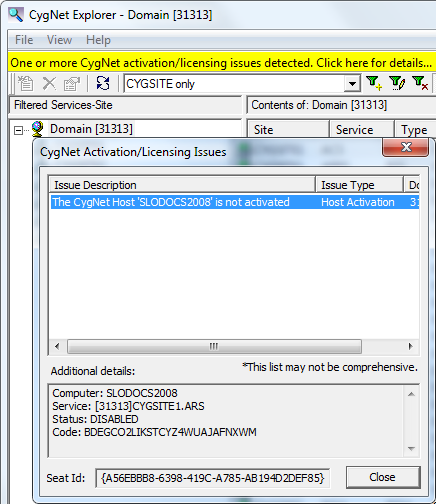 CygNet Explorer - Domain [31313]
File View Help
One or more CygNet activation/licensing issues detected. Click here for details...
CYGSITE only
Filtered Services-Site Contents of: Domain [31313]
Domain [31313] Site Service Type
CygNet Activation/Licensing Issues
Issue Description Issue Type Do
The CygNet Host 'SLODOCS2008' is not activated Host Activation 31
*This list may not be comprehensive.
Additional details:
Computer: SLODOCS2008
Service: [31313]CYGSITE1.ARS
Status: DISABLED
Code: BDEGCO2LIKSTCYZ4WUAJAFNXWM
Seat Id: {A56EBBB8-6398-419C-A785-AB194D2DEF85} Close